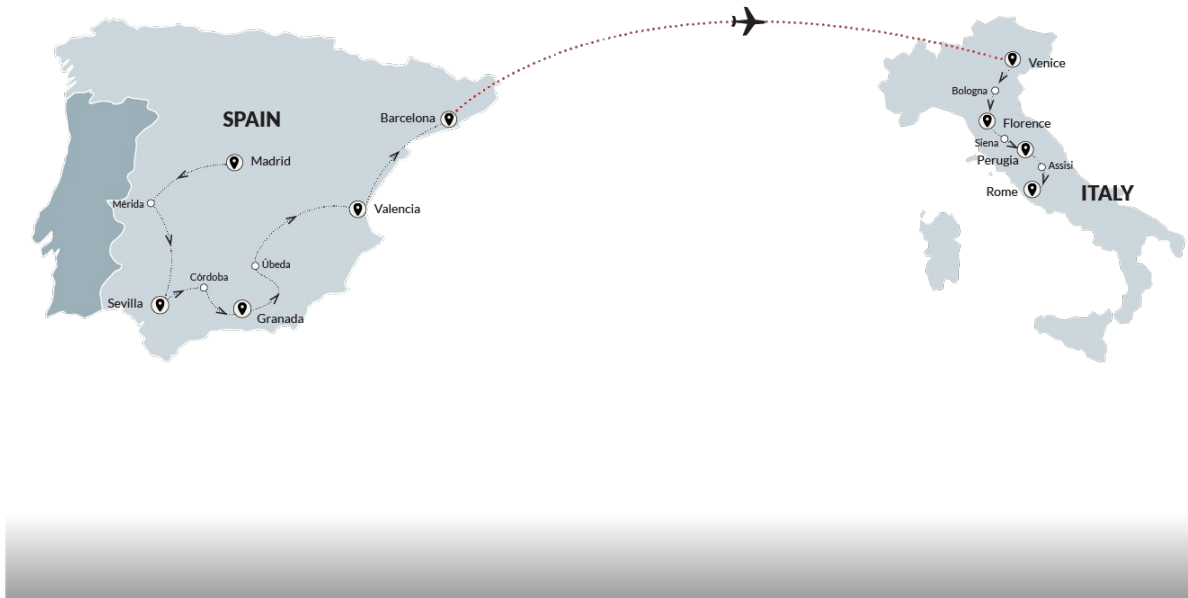 SPAIN
Madrid
Mérida
Sevilla
Córdoba
Granada
Úbeda
Valencia
Barcelona
Venice
Bologna
Florence
Siena
Perugia
Assisi
Rome
ITALY